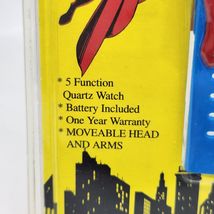 * 5 Function
Quartz Watch
* Battery Included
* One Year Warranty
* MOVEABLE HEAD
AND ARMS